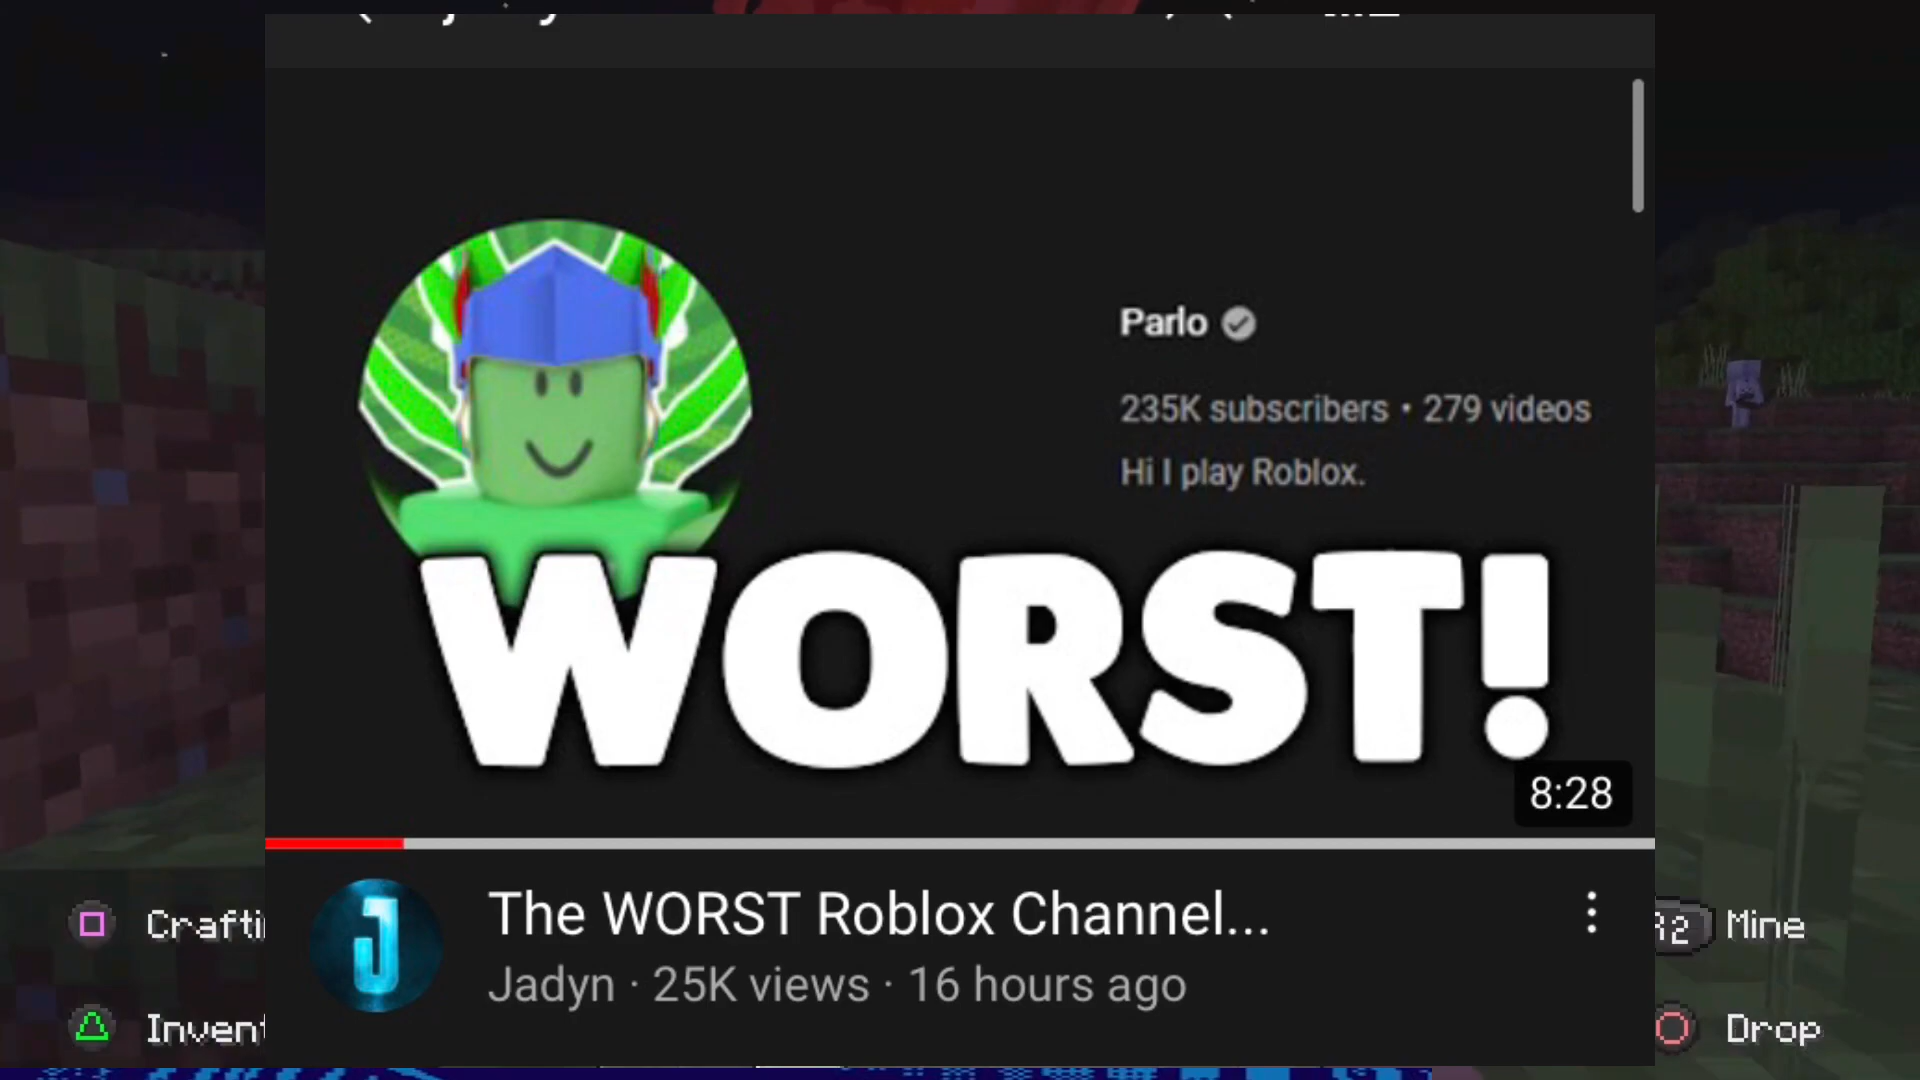 Parlo
235K subscribers • 279 videos
Hi I play Roblox.
WORST!
8:28
J
The WORST Roblox Channel...
Jadyn · 25K views · 16 hours ago
Crafti
Invent
R2 Mine
Drop